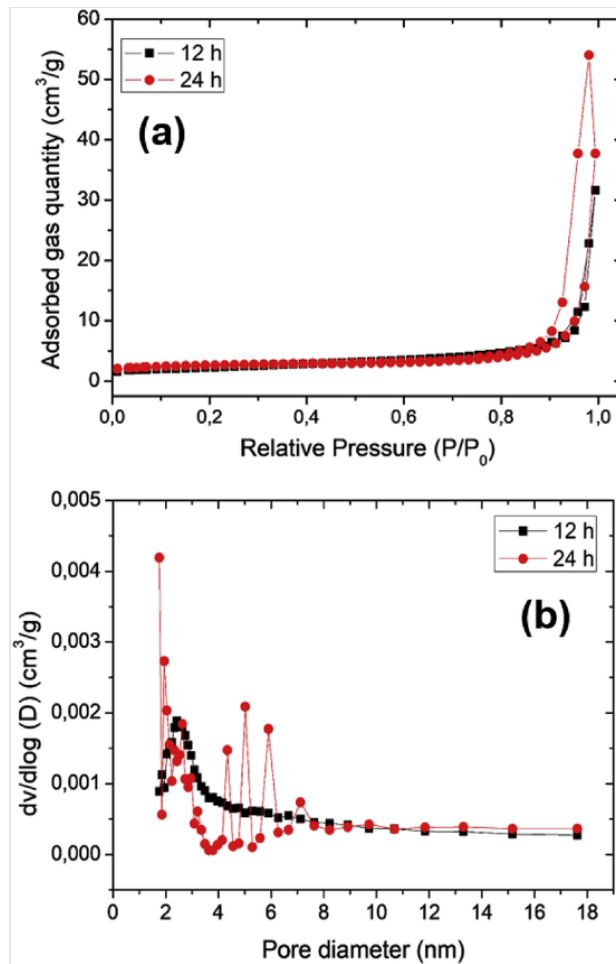 60
50
40
30
20
10
0
Adsorbed gas quantity (cm³/g)
12 h
24 h
(a)
0,0 0,2 0,4 0,6 0,8 1,0
Relative Pressure (P/P₀)
0,005
0,004
0,003
0,002
0,001
0,000
dv/dlog (D) (cm³/g)
12 h
24 h
(b)
0 2 4 6 8 10 12 14 16 18
Pore diameter (nm)